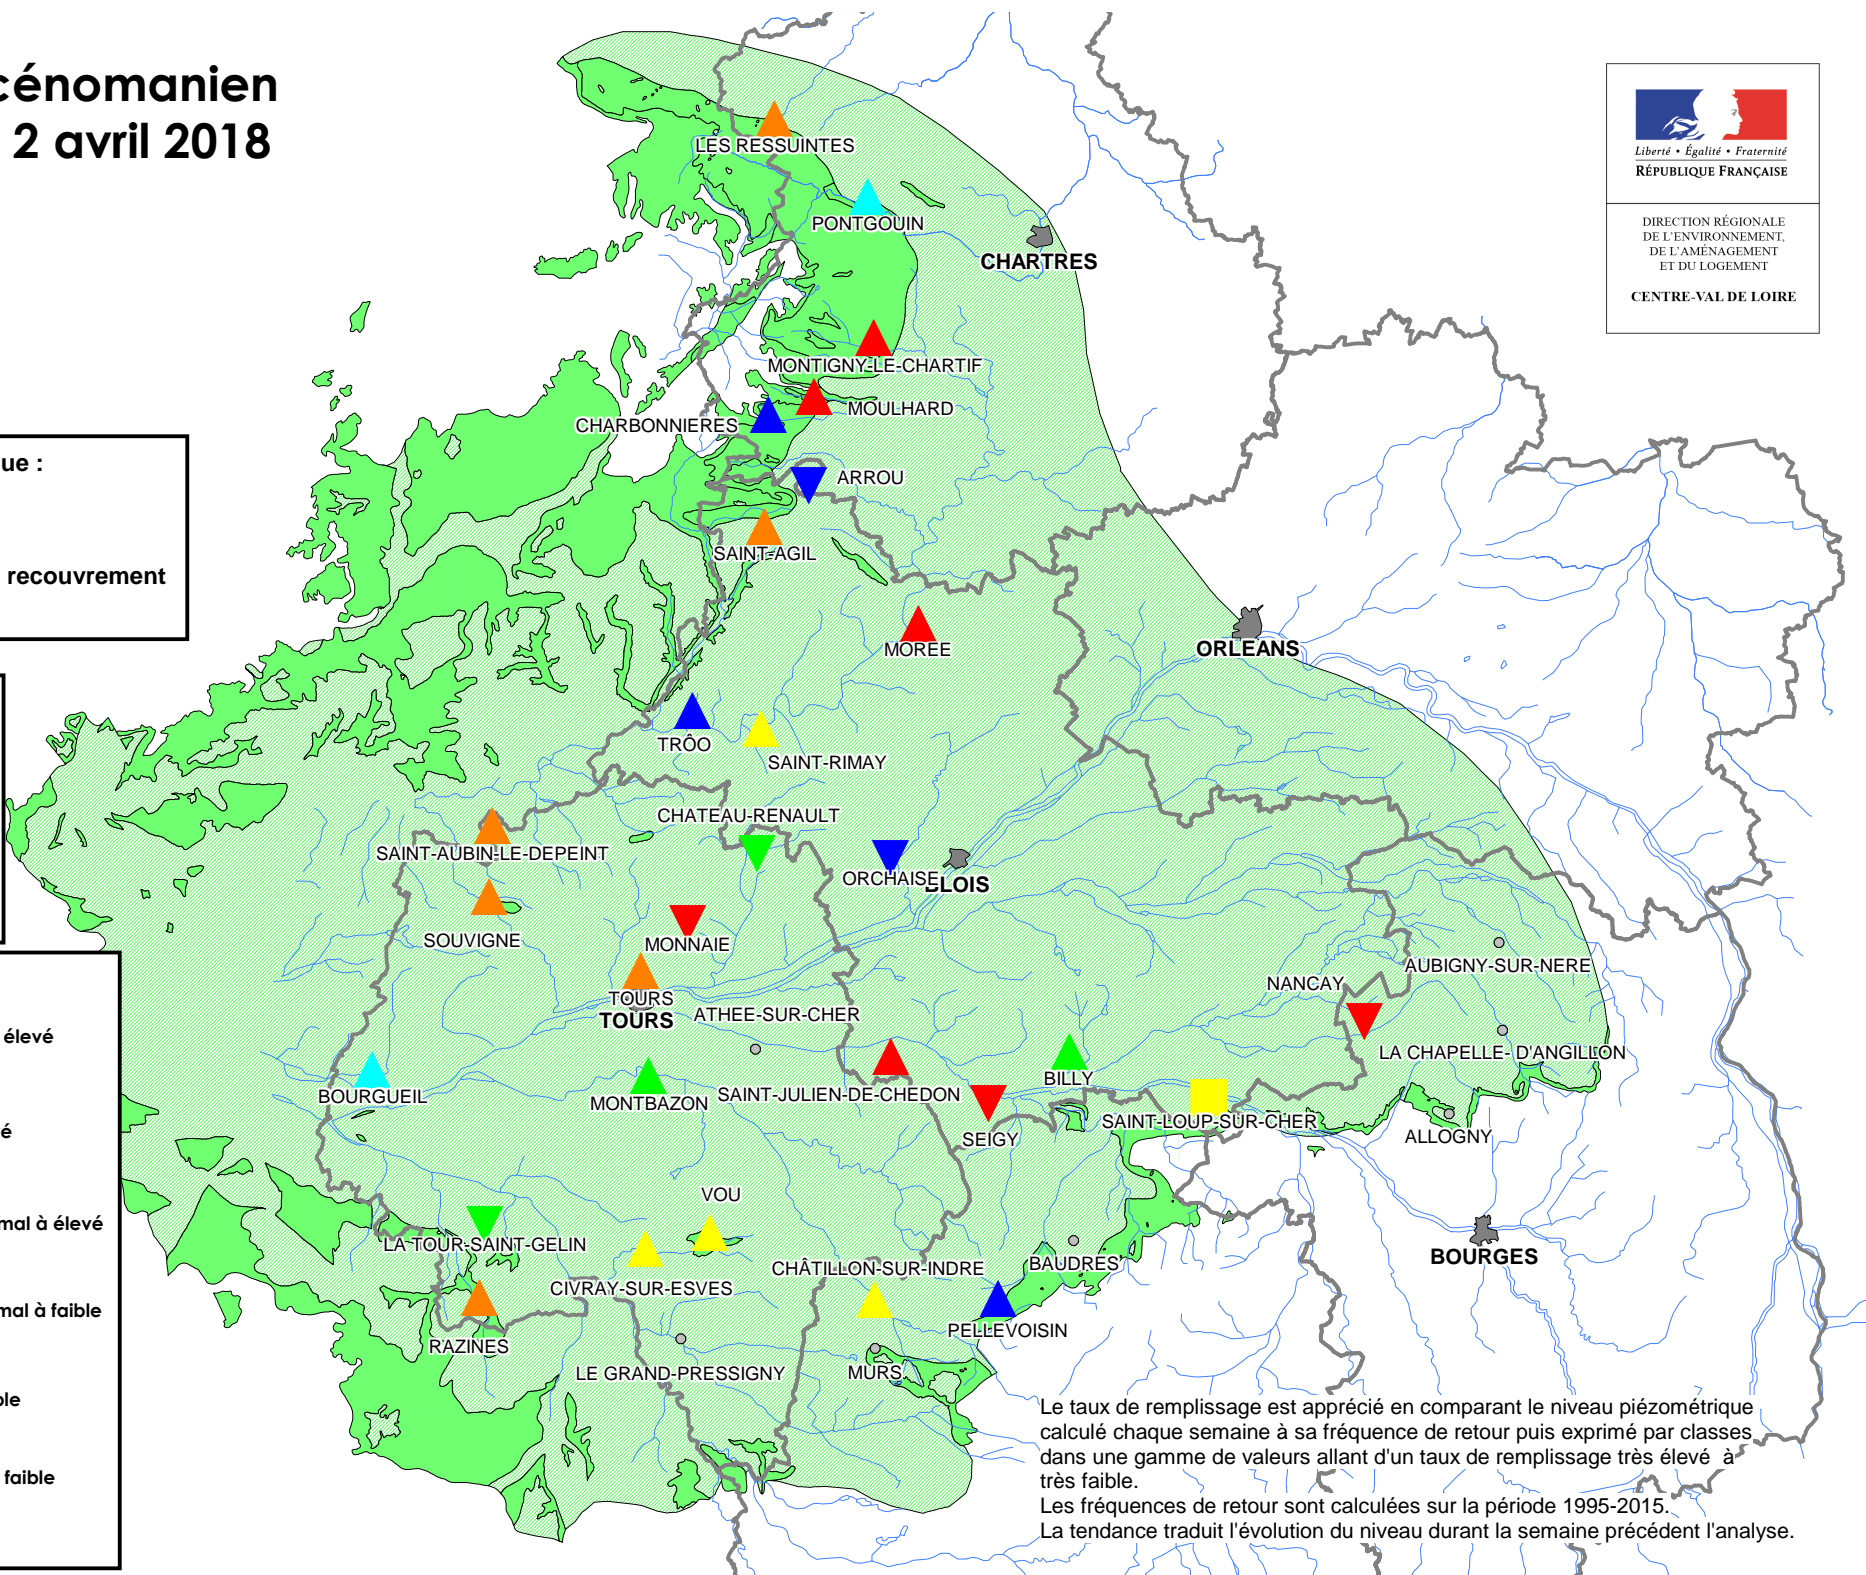 cénomanien
2 avril 2018
Liberté • Égalité • Fraternité
RÉPUBLIQUE FRANÇAISE
DIRECTION RÉGIONALE
DE L'ENVIRONNEMENT,
DE L'AMÉNAGEMENT
ET DU LOGEMENT
CENTRE-VAL DE LOIRE
LES RESSUINTES
PONTGOUIN
CHARTRES
MONTIGNY-LE-CHARTIF
MOULHARD
CHARBONNIERES
ue :
ARROU
SAINT-AGIL
recouvrement
MOREE
ORLEANS
TRÔO
SAINT-RIMAY
CHATEAU-RENAULT
SAINT-AUBIN-LE-DEPEINT
ORCHAISE
BLOIS
SOUVIGNE
MONNAIE
AUBIGNY-SUR-NERE
NANCAY
TOURS
TOURS
ATHEE-SUR-CHER
élevé
LA CHAPELLE- D'ANGILLON
BILLY
BOURGUEIL
MONTBAZON
SAINT-JULIEN-DE-CHEDON
SAINT-LOUP-SUR-CHER
é
SEIGY
ALLOGNY
VOU
mal à élevé
LA TOUR-SAINT-GELIN
BOURGES
CHÂTILLON-SUR-INDRE
BAUDRES
CIVRAY-SUR-ESVES
mal à faible
PELLEVOISIN
RAZINES
LE GRAND-PRESSIGNY
MURS
ble
faible
Le taux de remplissage est apprécié en comparant le niveau piézométrique
calculé chaque semaine à sa fréquence de retour puis exprimé par classes
dans une gamme de valeurs allant d'un taux de remplissage très élevé à
très faible.
Les fréquences de retour sont calculées sur la période 1995-2015.
La tendance traduit l'évolution du niveau durant la semaine précédent l'analyse.